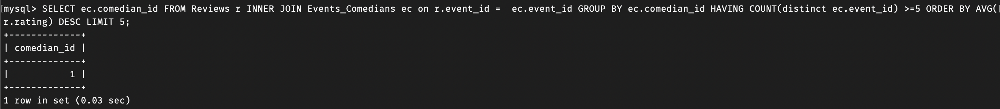 [mysql> SELECT ec.comedian_id FROM Reviews r INNER JOIN Events_Comedians ec on r.event_id =  ec.event_id GROUP BY ec.comedian_id HAVING COUNT(distinct ec.event_id) >=5 ORDER BY AVG(]
r.rating) DESC LIMIT 5;
+-------------+
| comedian_id |
+-------------+
|           1 |
+-------------+
1 row in set (0.03 sec)